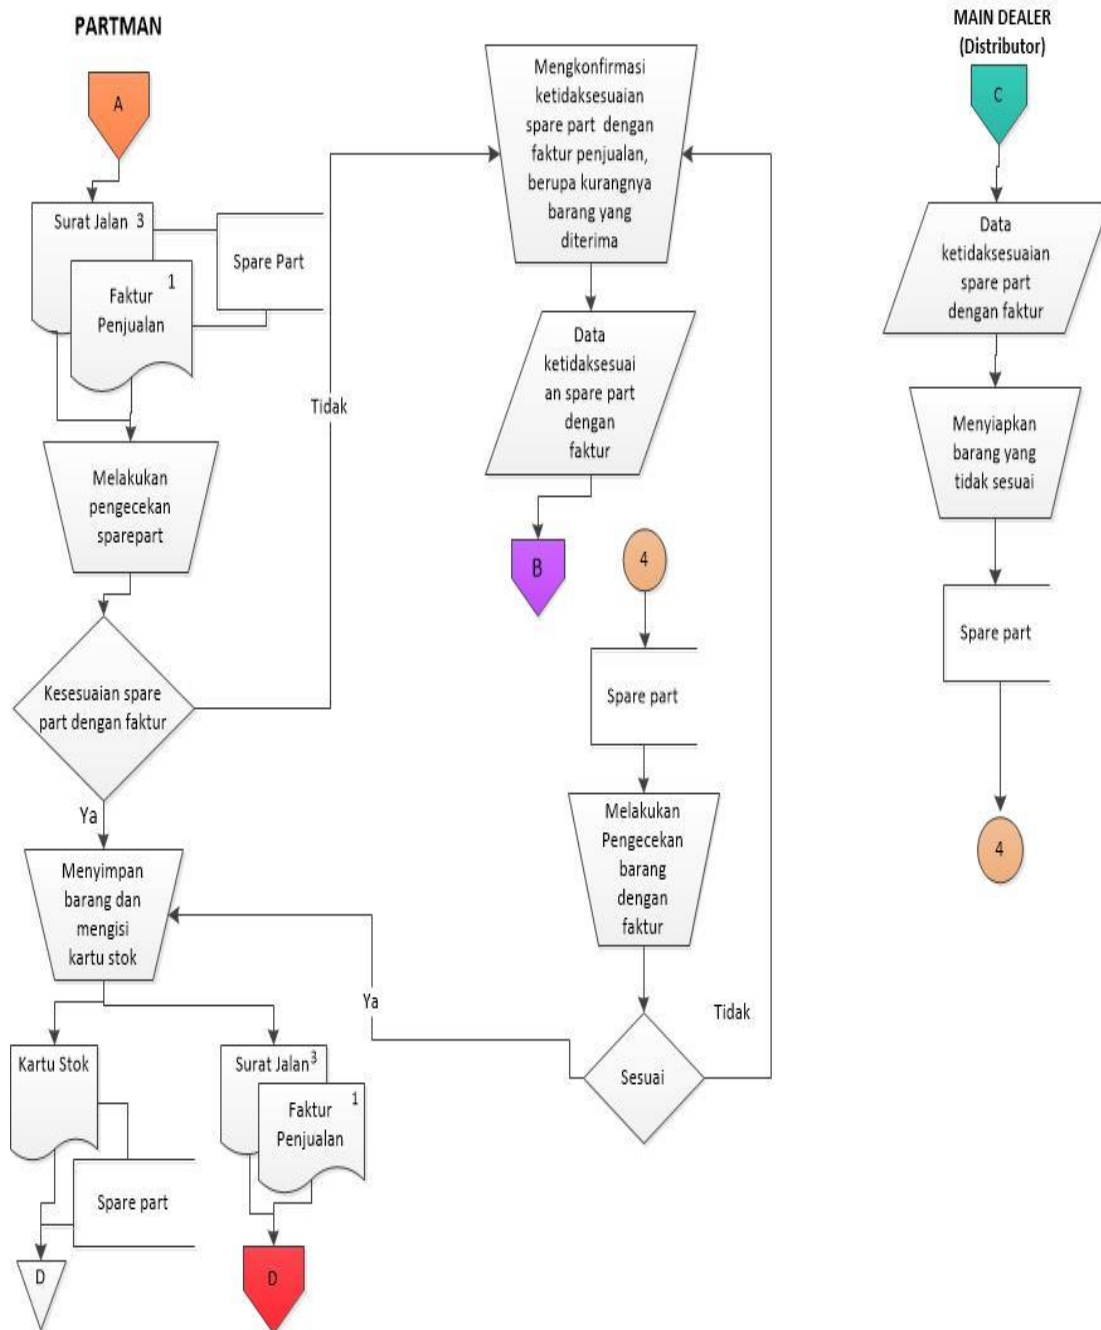 PARTMAN
A
Surat Jalan 3
Faktur 1
Penjualan
Spare Part
Melakukan
pengecekan
sparepart
Kesesuaian spare
part dengan faktur
Tidak
Ya
Menyimpan
barang dan
mengisi
kartu stok
Kartu Stok
Spare part
D
Surat Jalan 3
Faktur 1
Penjualan
D
Mengkonfirmasi
ketidaksesuaian
spare part dengan
faktur penjualan,
berupa kurangnya
barang yang
diterima
Data
ketidaksesuai
an spare part
dengan
faktur
B
4
Spare part
Melakukan
Pengecekan
barang
dengan
faktur
Sesuai
Ya
Tidak
MAIN DEALER
(Distributor)
C
Data
ketidaksesuaian
spare part
dengan faktur
Menyiapkan
barang yang
tidak sesuai
Spare part
4